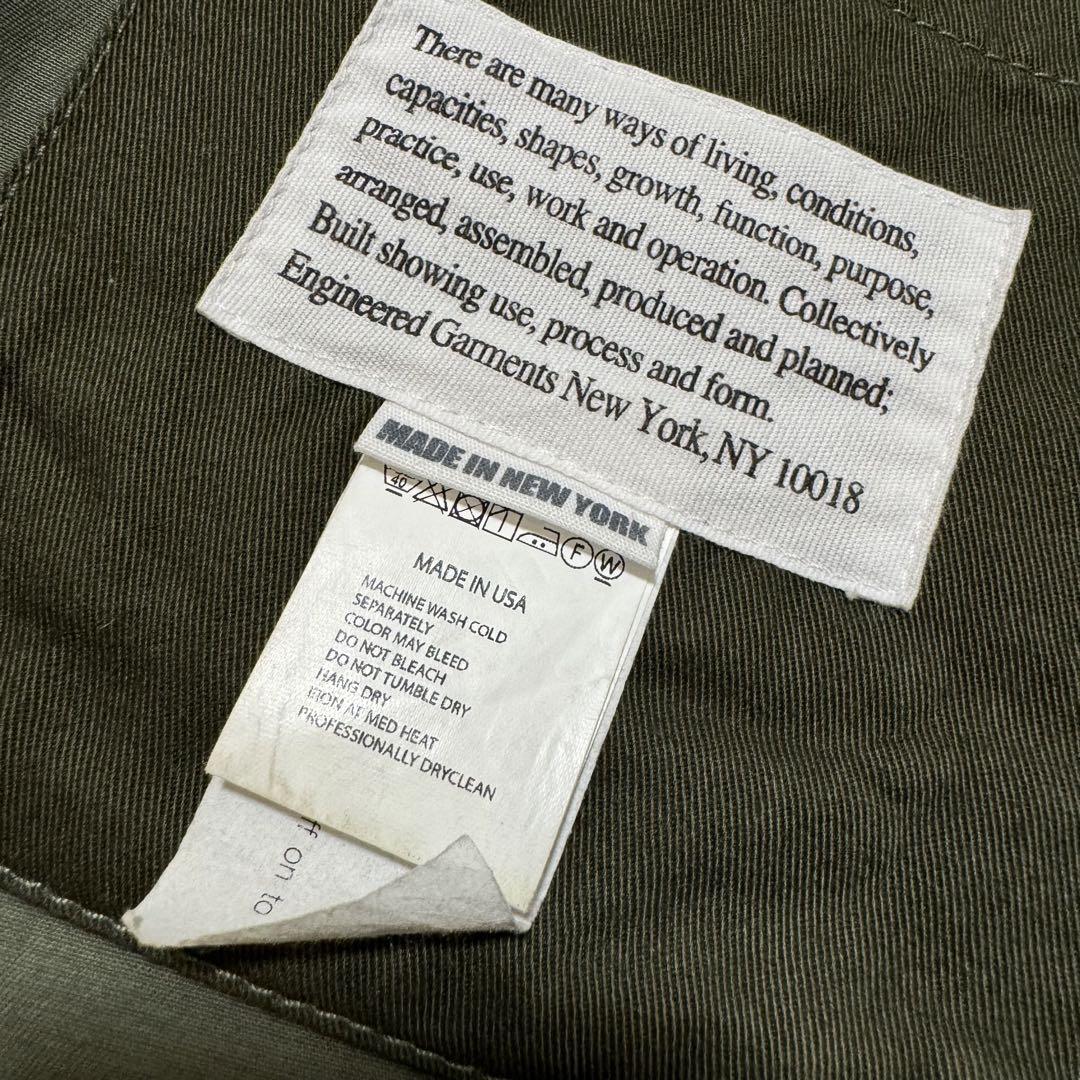 There are many ways of living, conditions,
capacities, shapes, growth, function, purpose,
practice, use, work and operation. Collectively
arranged, assembled, produced and planned;
Built showing use, process and form.
Engineered Garments New York, NY 10018
MADE IN NEW YORK
40 F W
MADE IN USA
MACHINE WASH COLD
SEPARATELY
COLOR MAY BLEED
DO NOT BLEACH
DO NOT TUMBLE DRY
HANG DRY
IRON AT MED HEAT
PROFESSIONALLY DRYCLEAN
on to